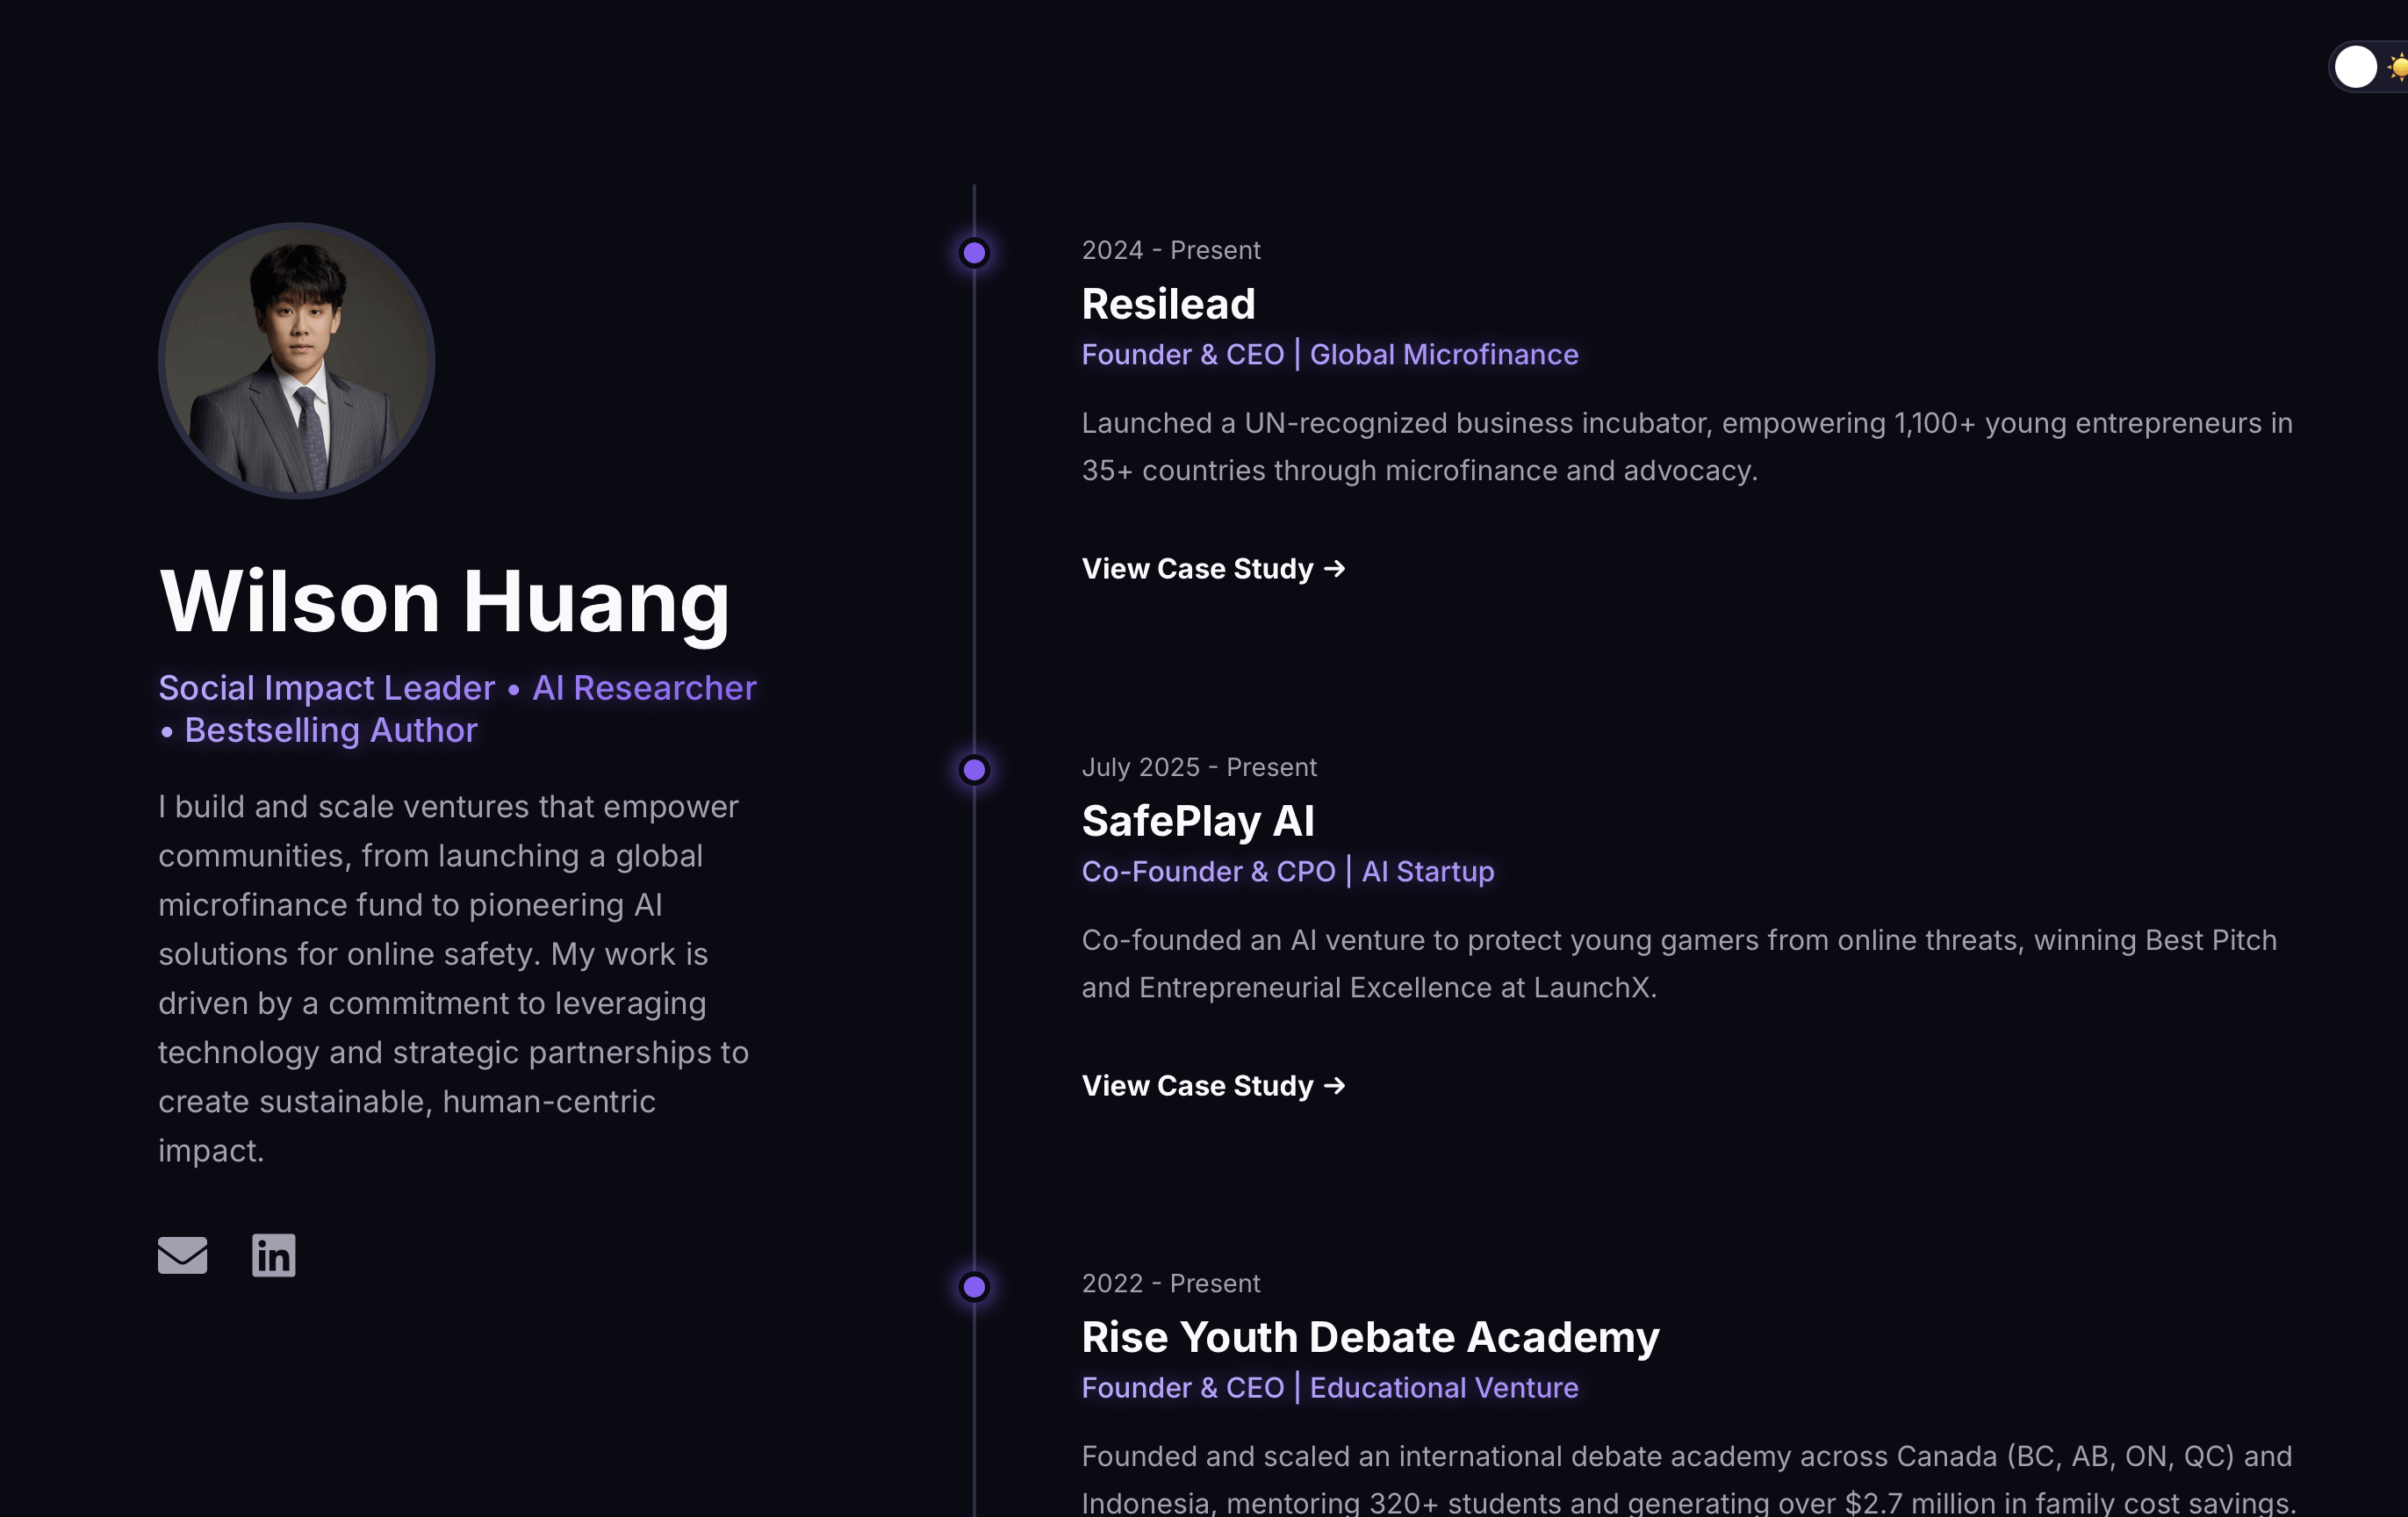 Wilson Huang
Social Impact Leader • AI Researcher
• Bestselling Author
I build and scale ventures that empower
communities, from launching a global
microfinance fund to pioneering AI
solutions for online safety. My work is
driven by a commitment to leveraging
technology and strategic partnerships to
create sustainable, human-centric
impact.
in
2024 - Present
Resilead
Founder & CEO | Global Microfinance
Launched a UN-recognized business incubator, empowering 1,100+ young entrepreneurs in
35+ countries through microfinance and advocacy.
View Case Study →
July 2025 - Present
SafePlay AI
Co-Founder & CPO | AI Startup
Co-founded an AI venture to protect young gamers from online threats, winning Best Pitch
and Entrepreneurial Excellence at LaunchX.
View Case Study →
2022 - Present
Rise Youth Debate Academy
Founder & CEO | Educational Venture
Founded and scaled an international debate academy across Canada (BC, AB, ON, QC) and
Indonesia, mentoring 320+ students and generating over $2.7 million in family cost savings.